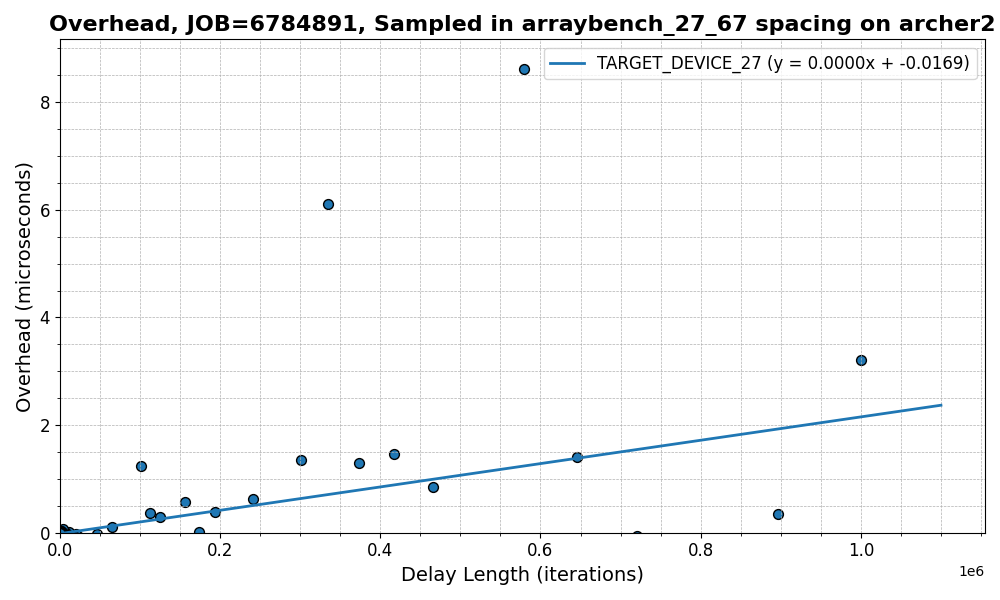 Overhead, JOB=6784891, Sampled in arraybench_27_67 spacing on archer2
TARGET_DEVICE_27 (y = 0.0000x + -0.0169)
Overhead (microseconds)
8
6
4
2
0
0.0 0.2 0.4 0.6 0.8 1.0
1e6
Delay Length (iterations)